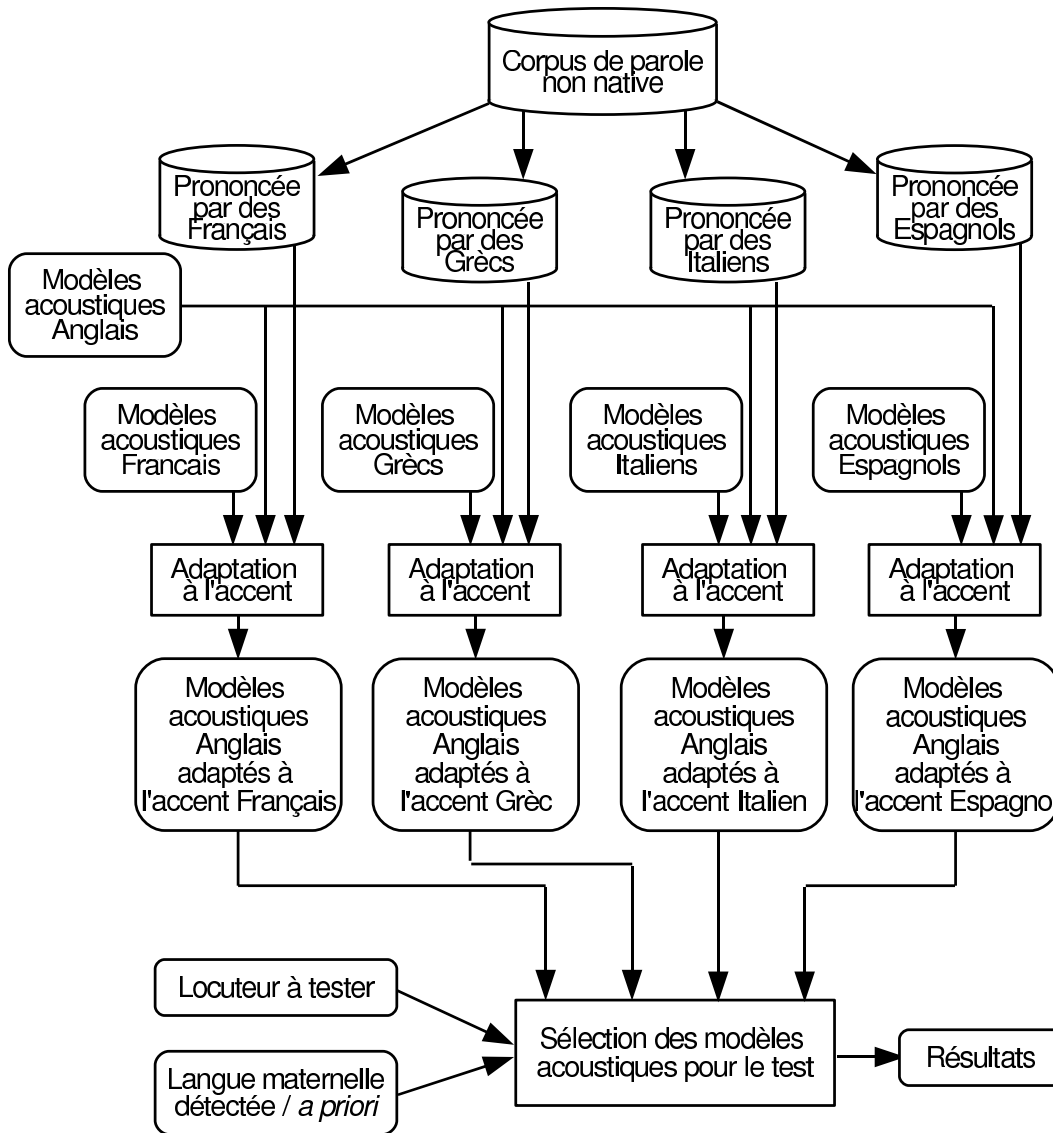 Corpus de parole
non native
Prononcée
par des
Français
Prononcée
par des
Grècs
Prononcée
par des
Italiens
Prononcée
par des
Espagnols
Modèles
acoustiques
Anglais
Modèles
acoustiques
Francais
Modèles
acoustiques
Grècs
Modèles
acoustiques
Italiens
Modèles
acoustiques
Espagnols
Adaptation
à l'accent
Adaptation
à l'accent
Adaptation
à l'accent
Adaptation
à l'accent
Modèles
acoustiques
Anglais
adaptés à
l'accent Français
Modèles
acoustiques
Anglais
adaptés à
l'accent Grèc
Modèles
acoustiques
Anglais
adaptés à
l'accent Italien
Modèles
acoustiques
Anglais
adaptés à
l'accent Espagno
Locuteur à tester
Langue maternelle
détectée / a priori
Sélection des modèles
acoustiques pour le test
Résultats